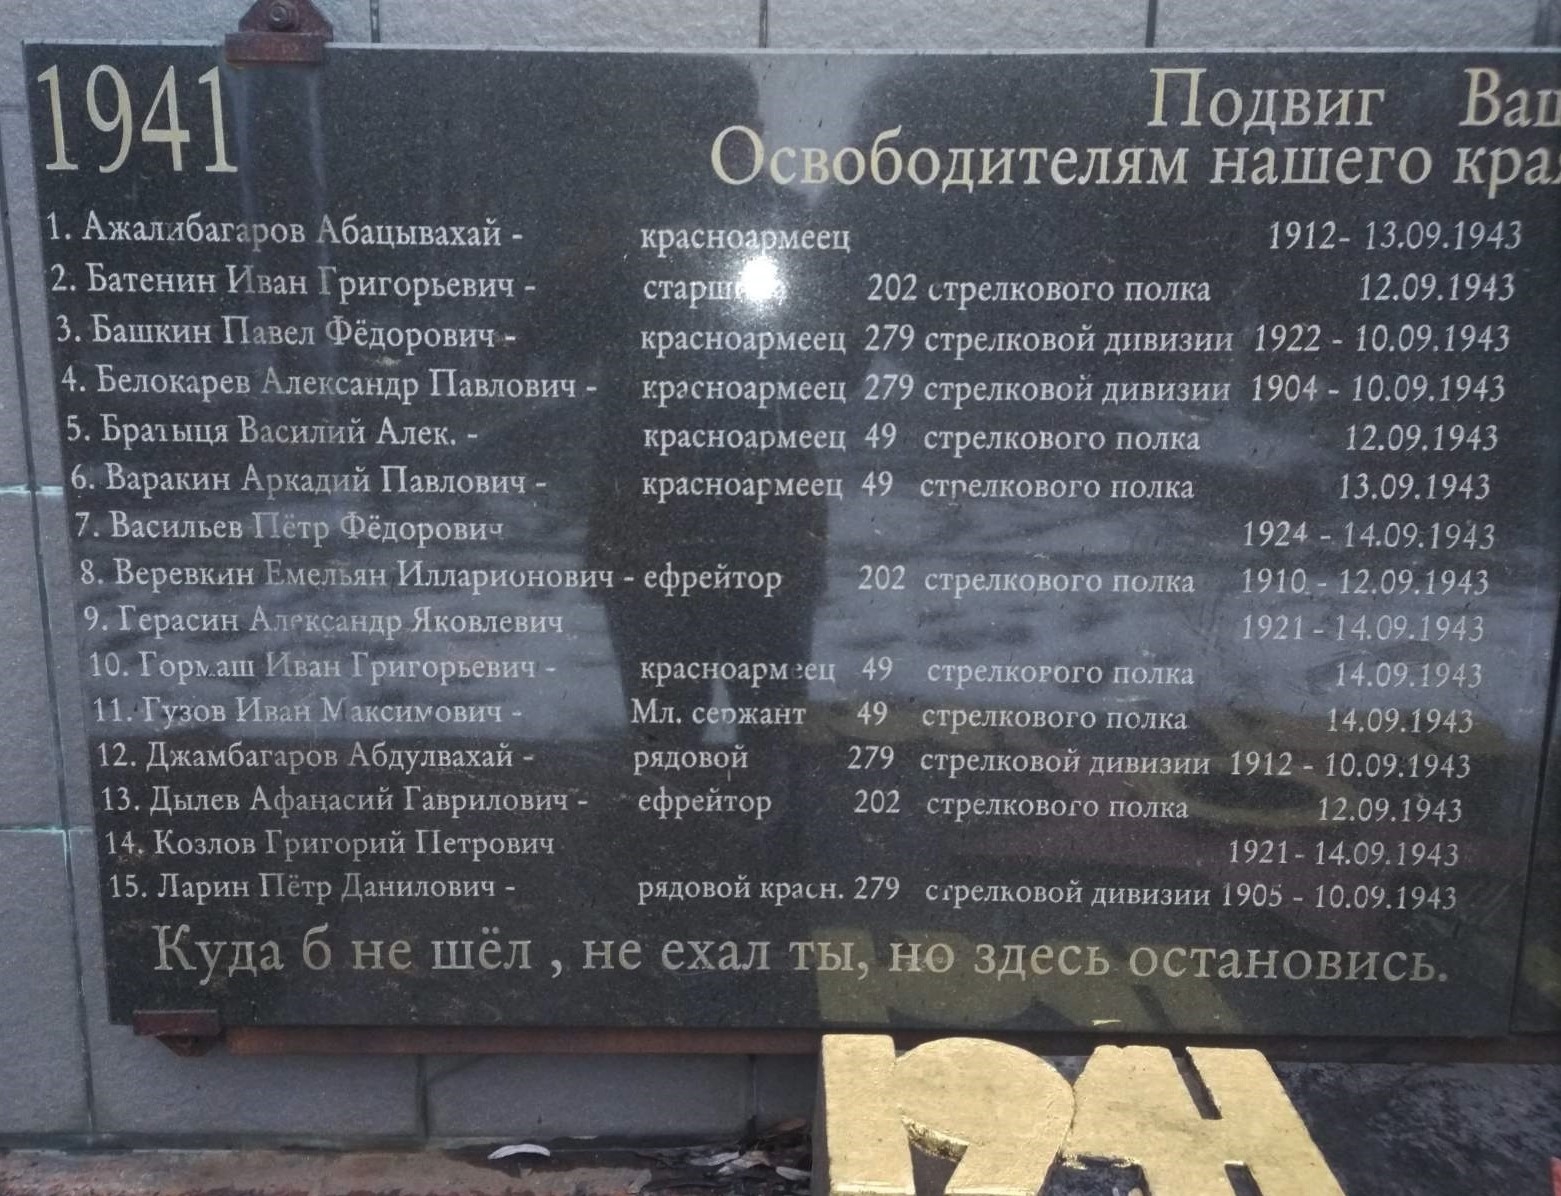 1941
Подвиг Ваш
Освободителям нашего края
1. Ажалибагаров Абацывахай - красноармеец 1912- 13.09.1943
2. Батенин Иван Григорьевич - 202 стрелкового полка 12.09.1943
3. Башкин Павел Фёдорович - красноармеец 279 стрелковой дивизии 1922 - 10.09.1943
4. Белокарев Александр Павлович - красноармеец 279 стрелковой дивизии 1904 - 10.09.1943
5. Братыця Василий Алек. - красноармеец 49 стрелкового полка 12.09.1943
6. Варакин Аркадий Павлович - красноармеец 49 стрелкового полка 13.09.1943
7. Васильев Пётр Фёдорович 1924 - 14.09.1943
8. Веревкин Емельян Илларионович - ефрейтор 202 стрелкового полка 1910 - 12.09.1943
9. Герасин Александр Яковлевич 1921 - 14.09.1943
10. Гормаш Иван Григорьевич - красноармеец 49 стрелкового полка 14.09.1943
11. Гузов Иван Максимович - Мл. сержант 49 стрелкового полка 14.09.1943
12. Джамбагаров Абдулвахай - рядовой 279 стрелковой дивизии 1912 - 10.09.1943
13. Дылев Афанасий Гаврилович - ефрейтор 202 стрелкового полка 12.09.1943
14. Козлов Григорий Петрович 1921 - 14.09.1943
15. Ларин Пётр Данилович - рядовой красн. 279 стрелковой дивизии 1905 - 10.09.1943
Куда б не шёл , не ехал ты, но здесь остановись.